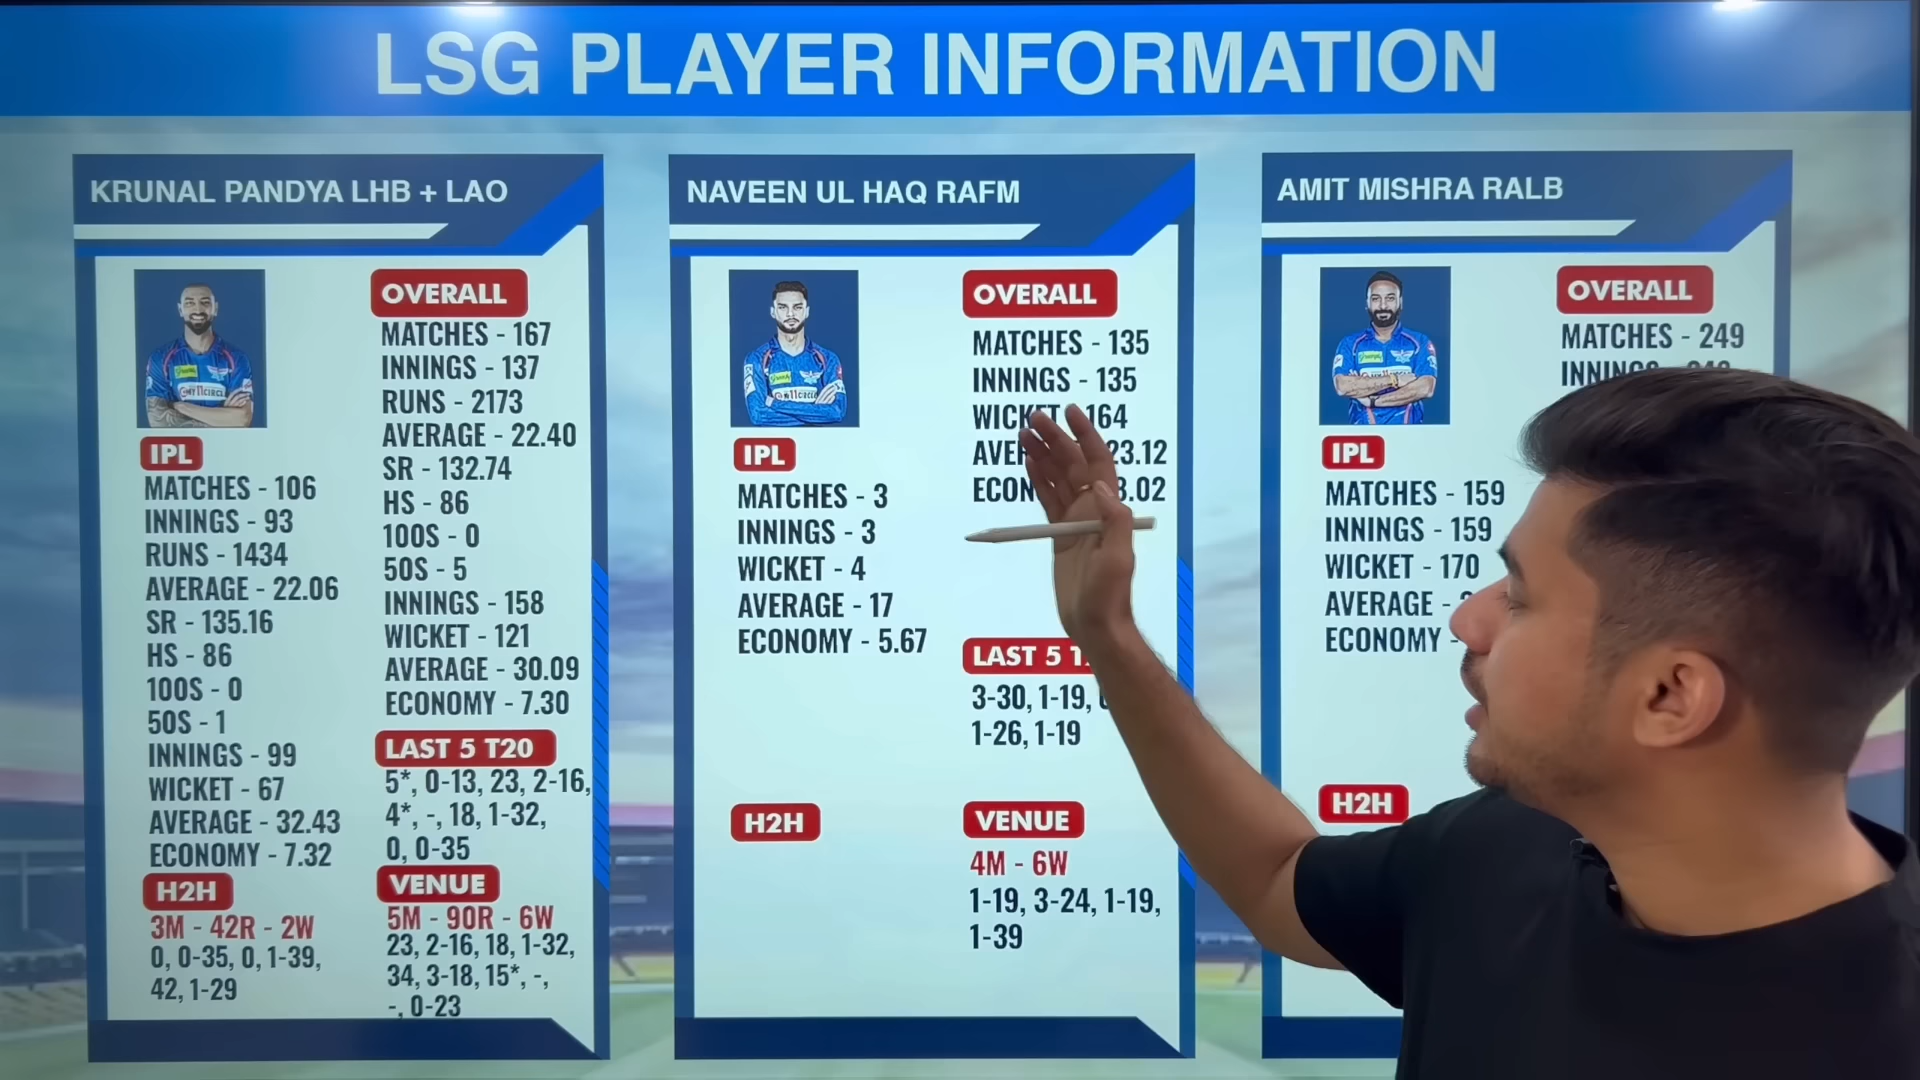 LSG PLAYER INFORMATION
KRUNAL PANDYA LHB + LAO
OVERALL
MATCHES - 167
INNINGS - 137
RUNS - 2173
AVERAGE - 22.40
SR - 132.74
HS - 86
100S - 0
50S - 5
INNINGS - 158
WICKET - 121
AVERAGE - 30.09
ECONOMY - 7.30
IPL
MATCHES - 106
INNINGS - 93
RUNS - 1434
AVERAGE - 22.06
SR - 135.16
HS - 86
100S - 0
50S - 1
INNINGS - 99
WICKET - 67
AVERAGE - 32.43
ECONOMY - 7.32
LAST 5 T20
5*, 0-13, 23, 2-16,
4*, -, 18, 1-32,
0, 0-35
H2H
3M - 42R - 2W
0, 0-35, 0, 1-39,
42, 1-29
VENUE
5M - 90R - 6W
23, 2-16, 18, 1-32,
34, 3-18, 15*, -,
-, 0-23
NAVEEN UL HAQ RAFM
OVERALL
MATCHES - 135
INNINGS - 135
WICKET 164
23.12
IPL
MATCHES - 3
INNINGS - 3
WICKET - 4
AVERAGE - 17
ECONOMY - 5.67
LAST 5
3-30, 1-19,
1-26, 1-19
H2H
VENUE
4M - 6W
1-19, 3-24, 1-19,
1-39
AMIT MISHRA RALB
OVERALL
MATCHES - 249
INNINGS
IPL
MATCHES - 159
INNINGS - 159
WICKET - 170
AVERAGE -
ECONOMY -
H2H